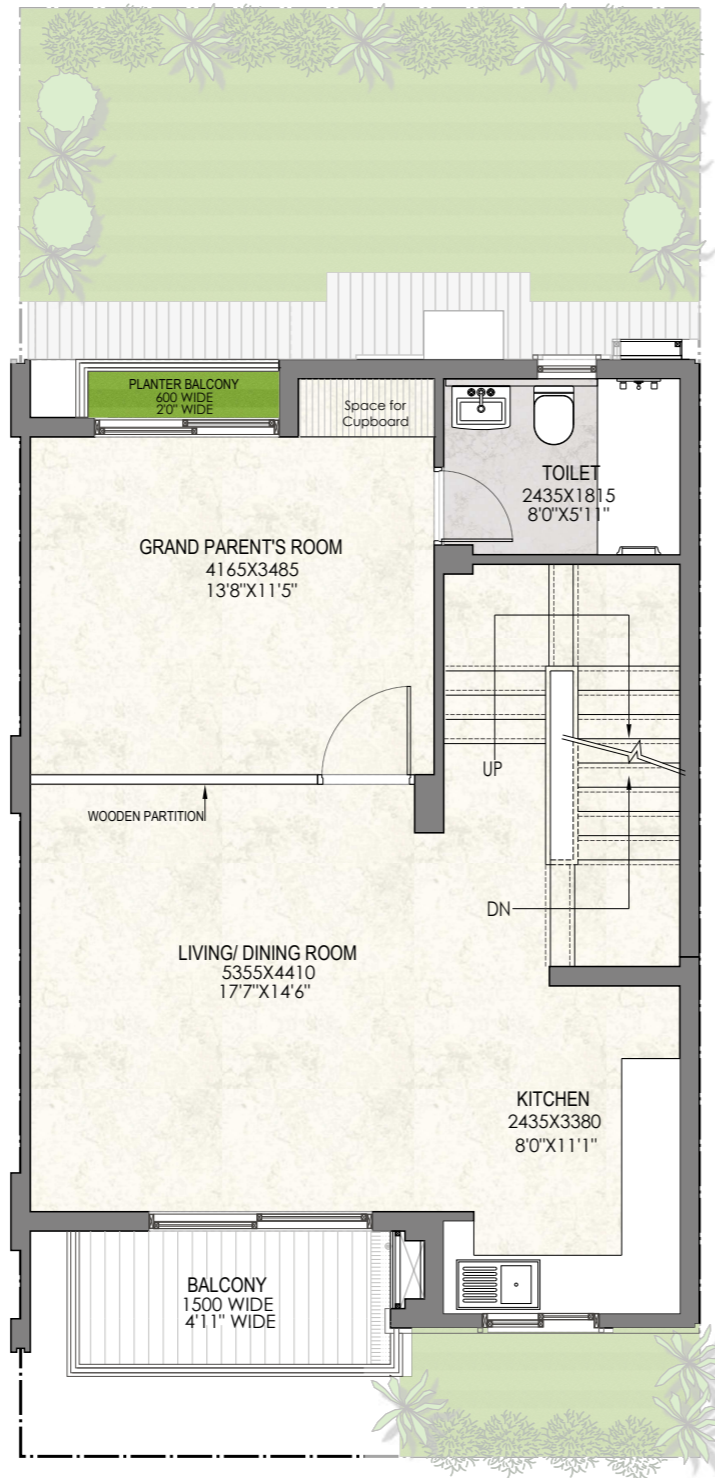 PLANTER BALCONY
600 WIDE
2'0" WIDE
Space for
Cupboard
TOILET
2435X1815
8'0"X5'11"
GRAND PARENT'S ROOM
4165X3485
13'8"X11'5"
UP
WOODEN PARTITION
DN
LIVING/ DINING ROOM
5355X4410
17'7"X14'6"
KITCHEN
2435X3380
8'0"X11'1"
BALCONY
1500 WIDE
4'11" WIDE